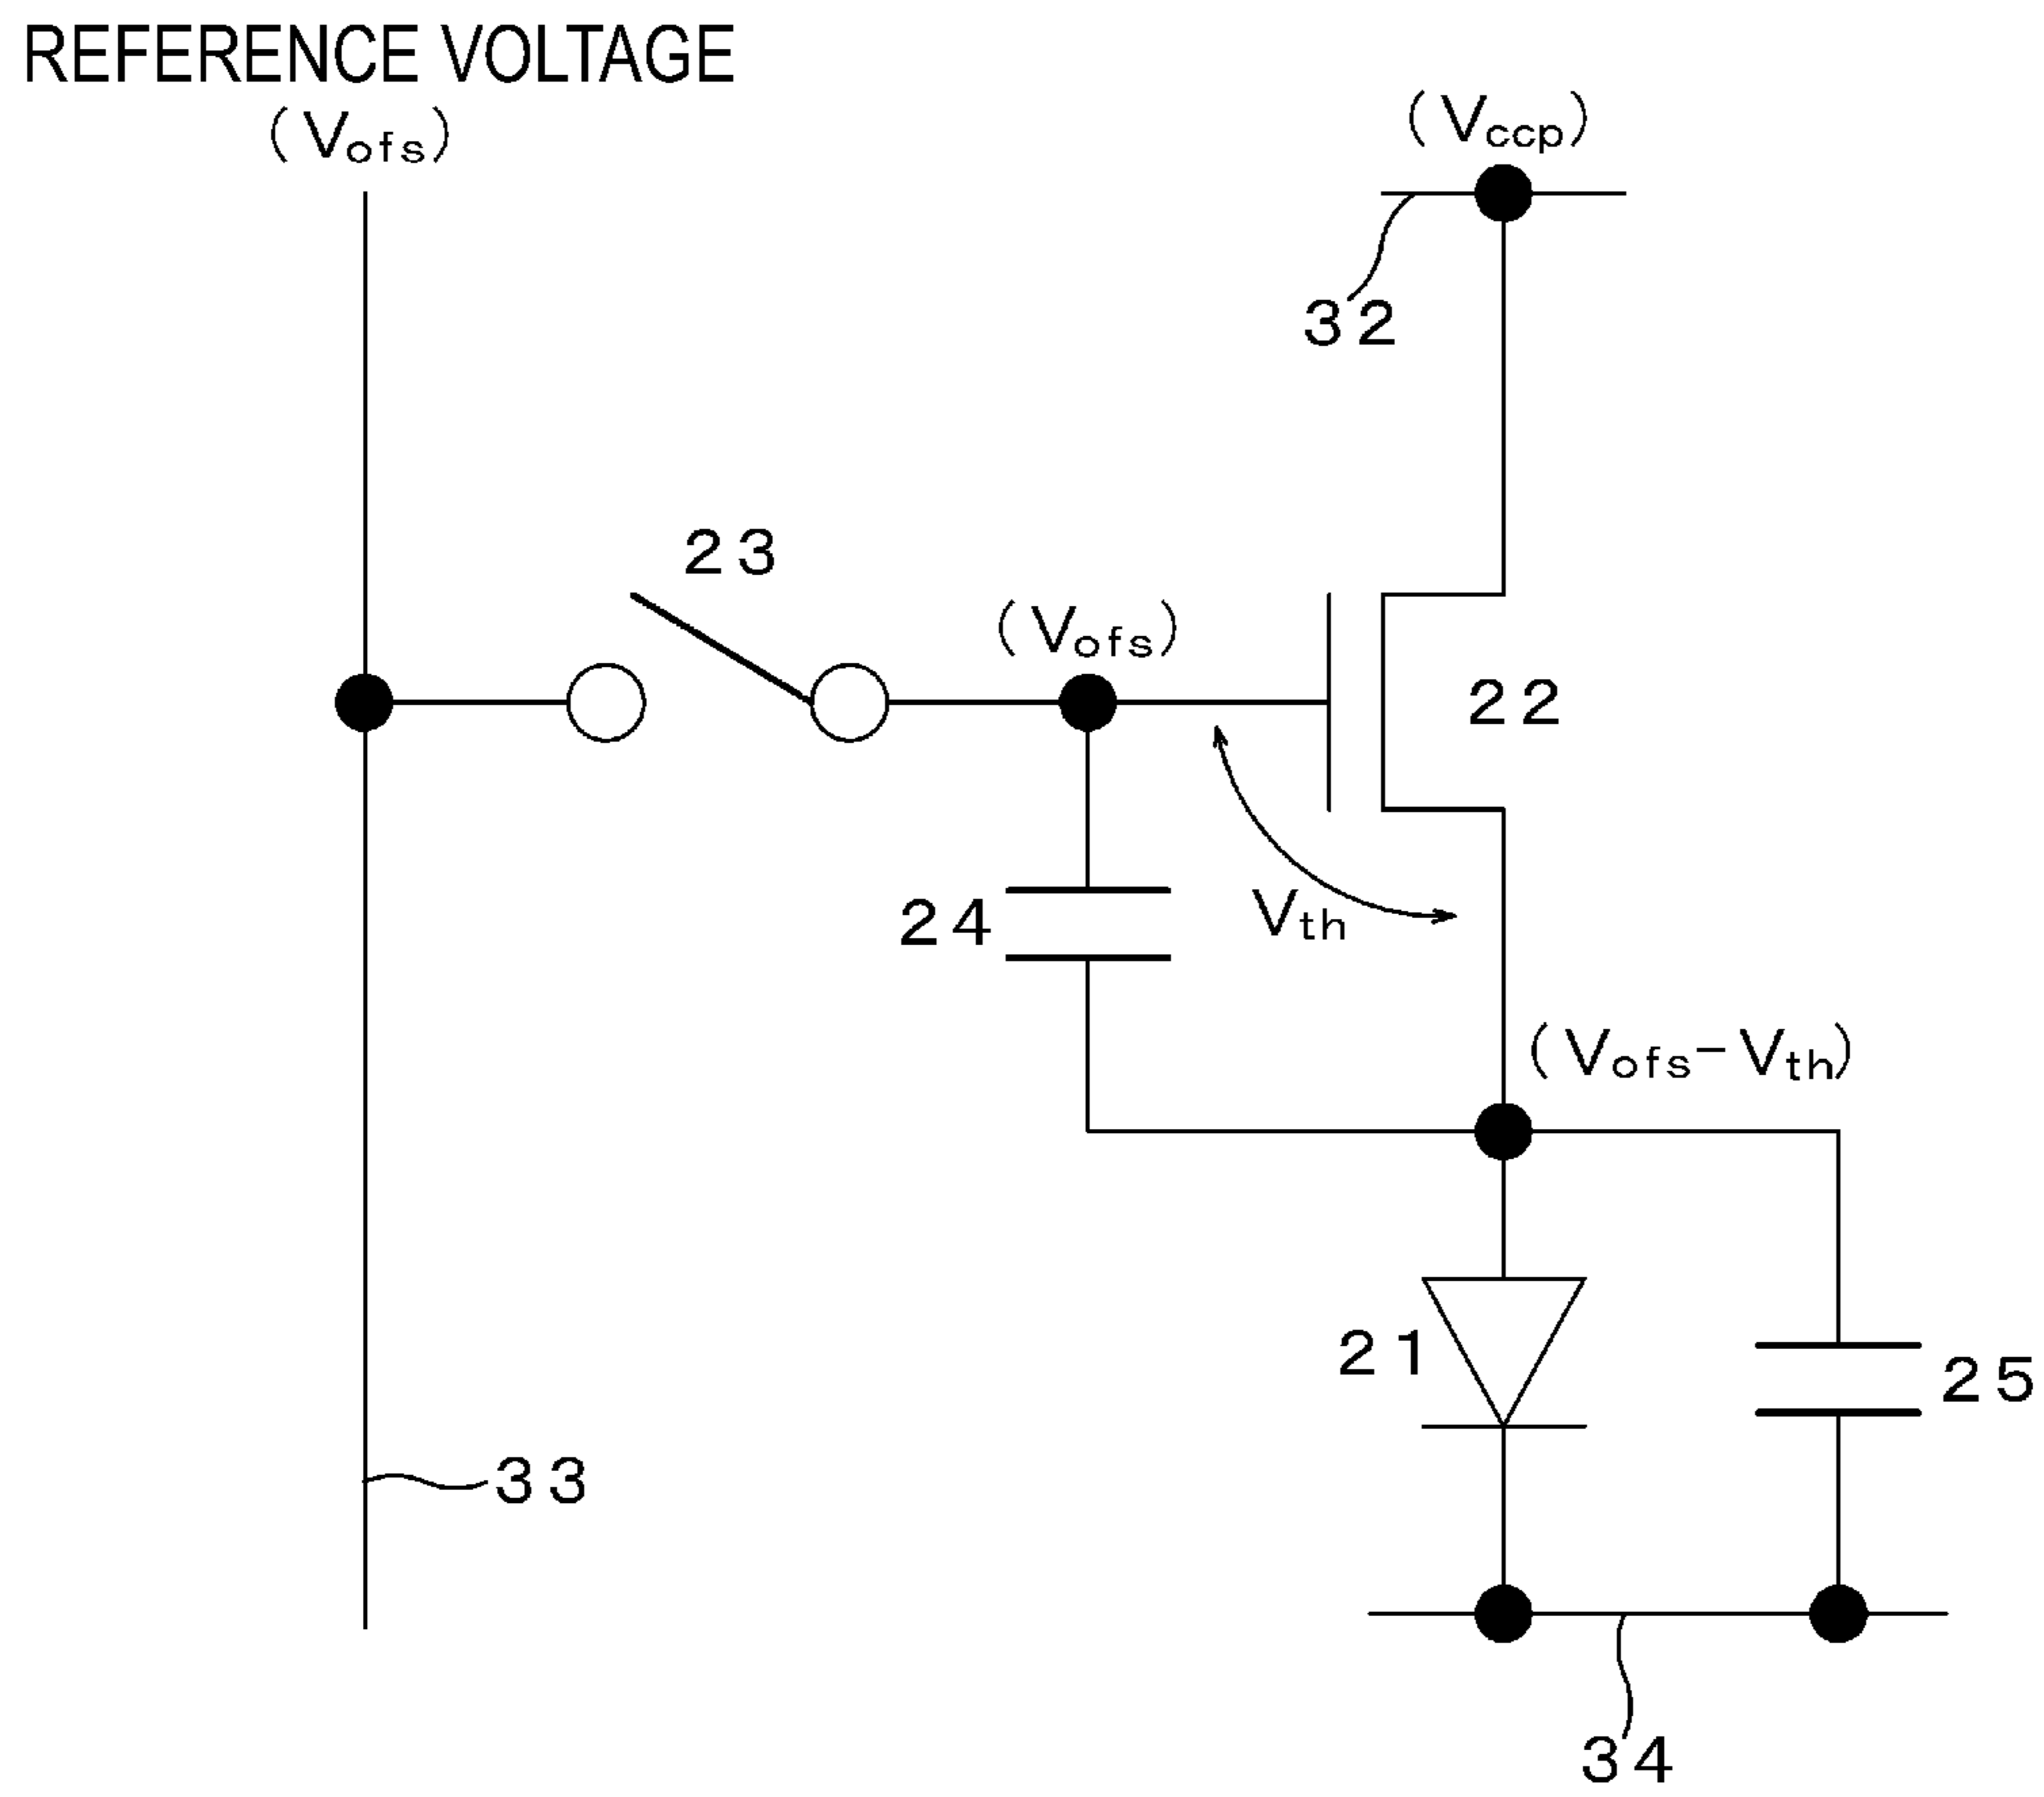 REFERENCE VOLTAGE
(Vofs)
(Vccp)
32
23
(Vofs)
22
24
Vth
(Vofs-Vth)
21
25
33
34